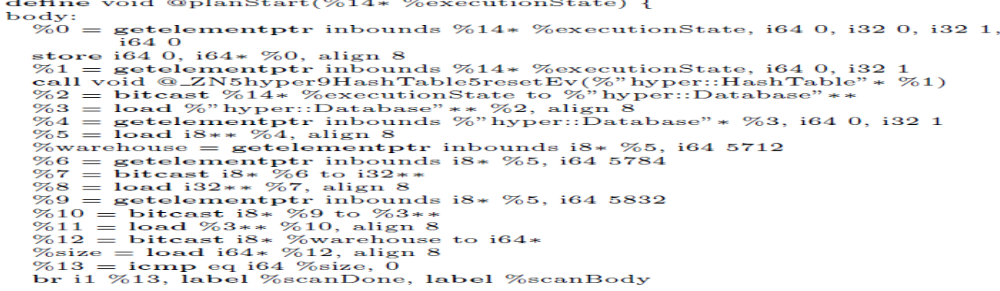 define void @planStart(%14* %executionState) {
body:
%0 = getelementptr inbounds %14* %executionState, i64 0, i32 0, i32 1,
i64 0
store i64 0, i64* %0, align 8
%1 = getelementptr inbounds %14* %executionState, i64 0, i32 1
call void @_ZN5hyper9HashTable5resetEv(%"hyper::HashTable"* %1)
%2 = bitcast %14* %executionState to %"hyper::Database"**
%3 = load %"hyper::Database"** %2, align 8
%4 = getelementptr inbounds %"hyper::Database"* %3, i64 0, i32 1
%5 = load i8** %4, align 8
%warehouse = getelementptr inbounds i8* %5, i64 5712
%6 = getelementptr inbounds i8* %5, i64 5784
%7 = bitcast i8* %6 to i32**
%8 = load i32** %7, align 8
%9 = getelementptr inbounds i8* %5, i64 5832
%10 = bitcast i8* %9 to %3**
%11 = load %3** %10, align 8
%12 = bitcast i8* %warehouse to i64*
%size = load i64* %12, align 8
%13 = icmp eq i64 %size, 0
br i1 %13, label %scanDone, label %scanBody